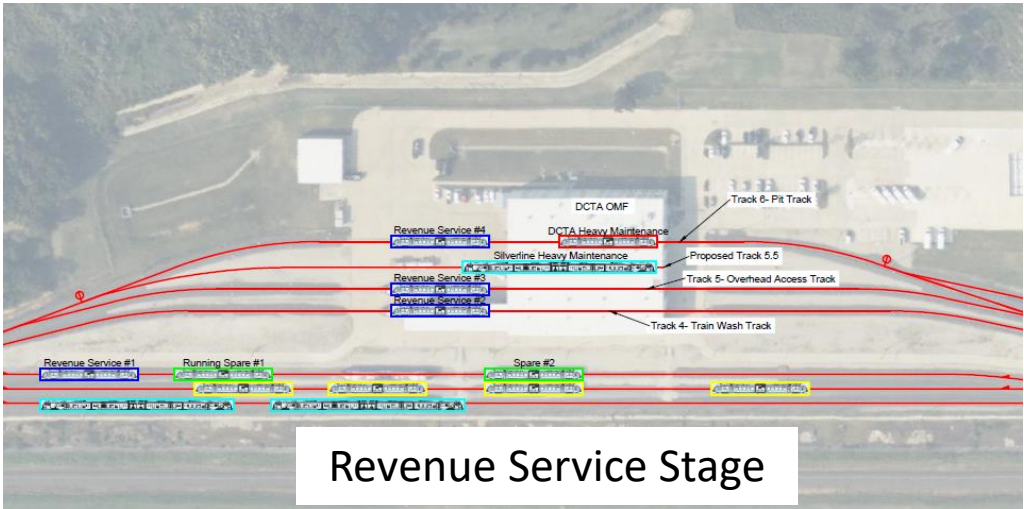 DCTA OMF
Track 6- Pit Track
Revenue Service #4
DCTA Heavy Maintenance
Silverline Heavy Maintenance
Proposed Track 5.5
Revenue Service #3
Track 5- Overhead Access Track
Revenue Service #2
Track 4- Train Wash Track
Revenue Service #1
Running Spare #1
Spare #2
Revenue Service Stage